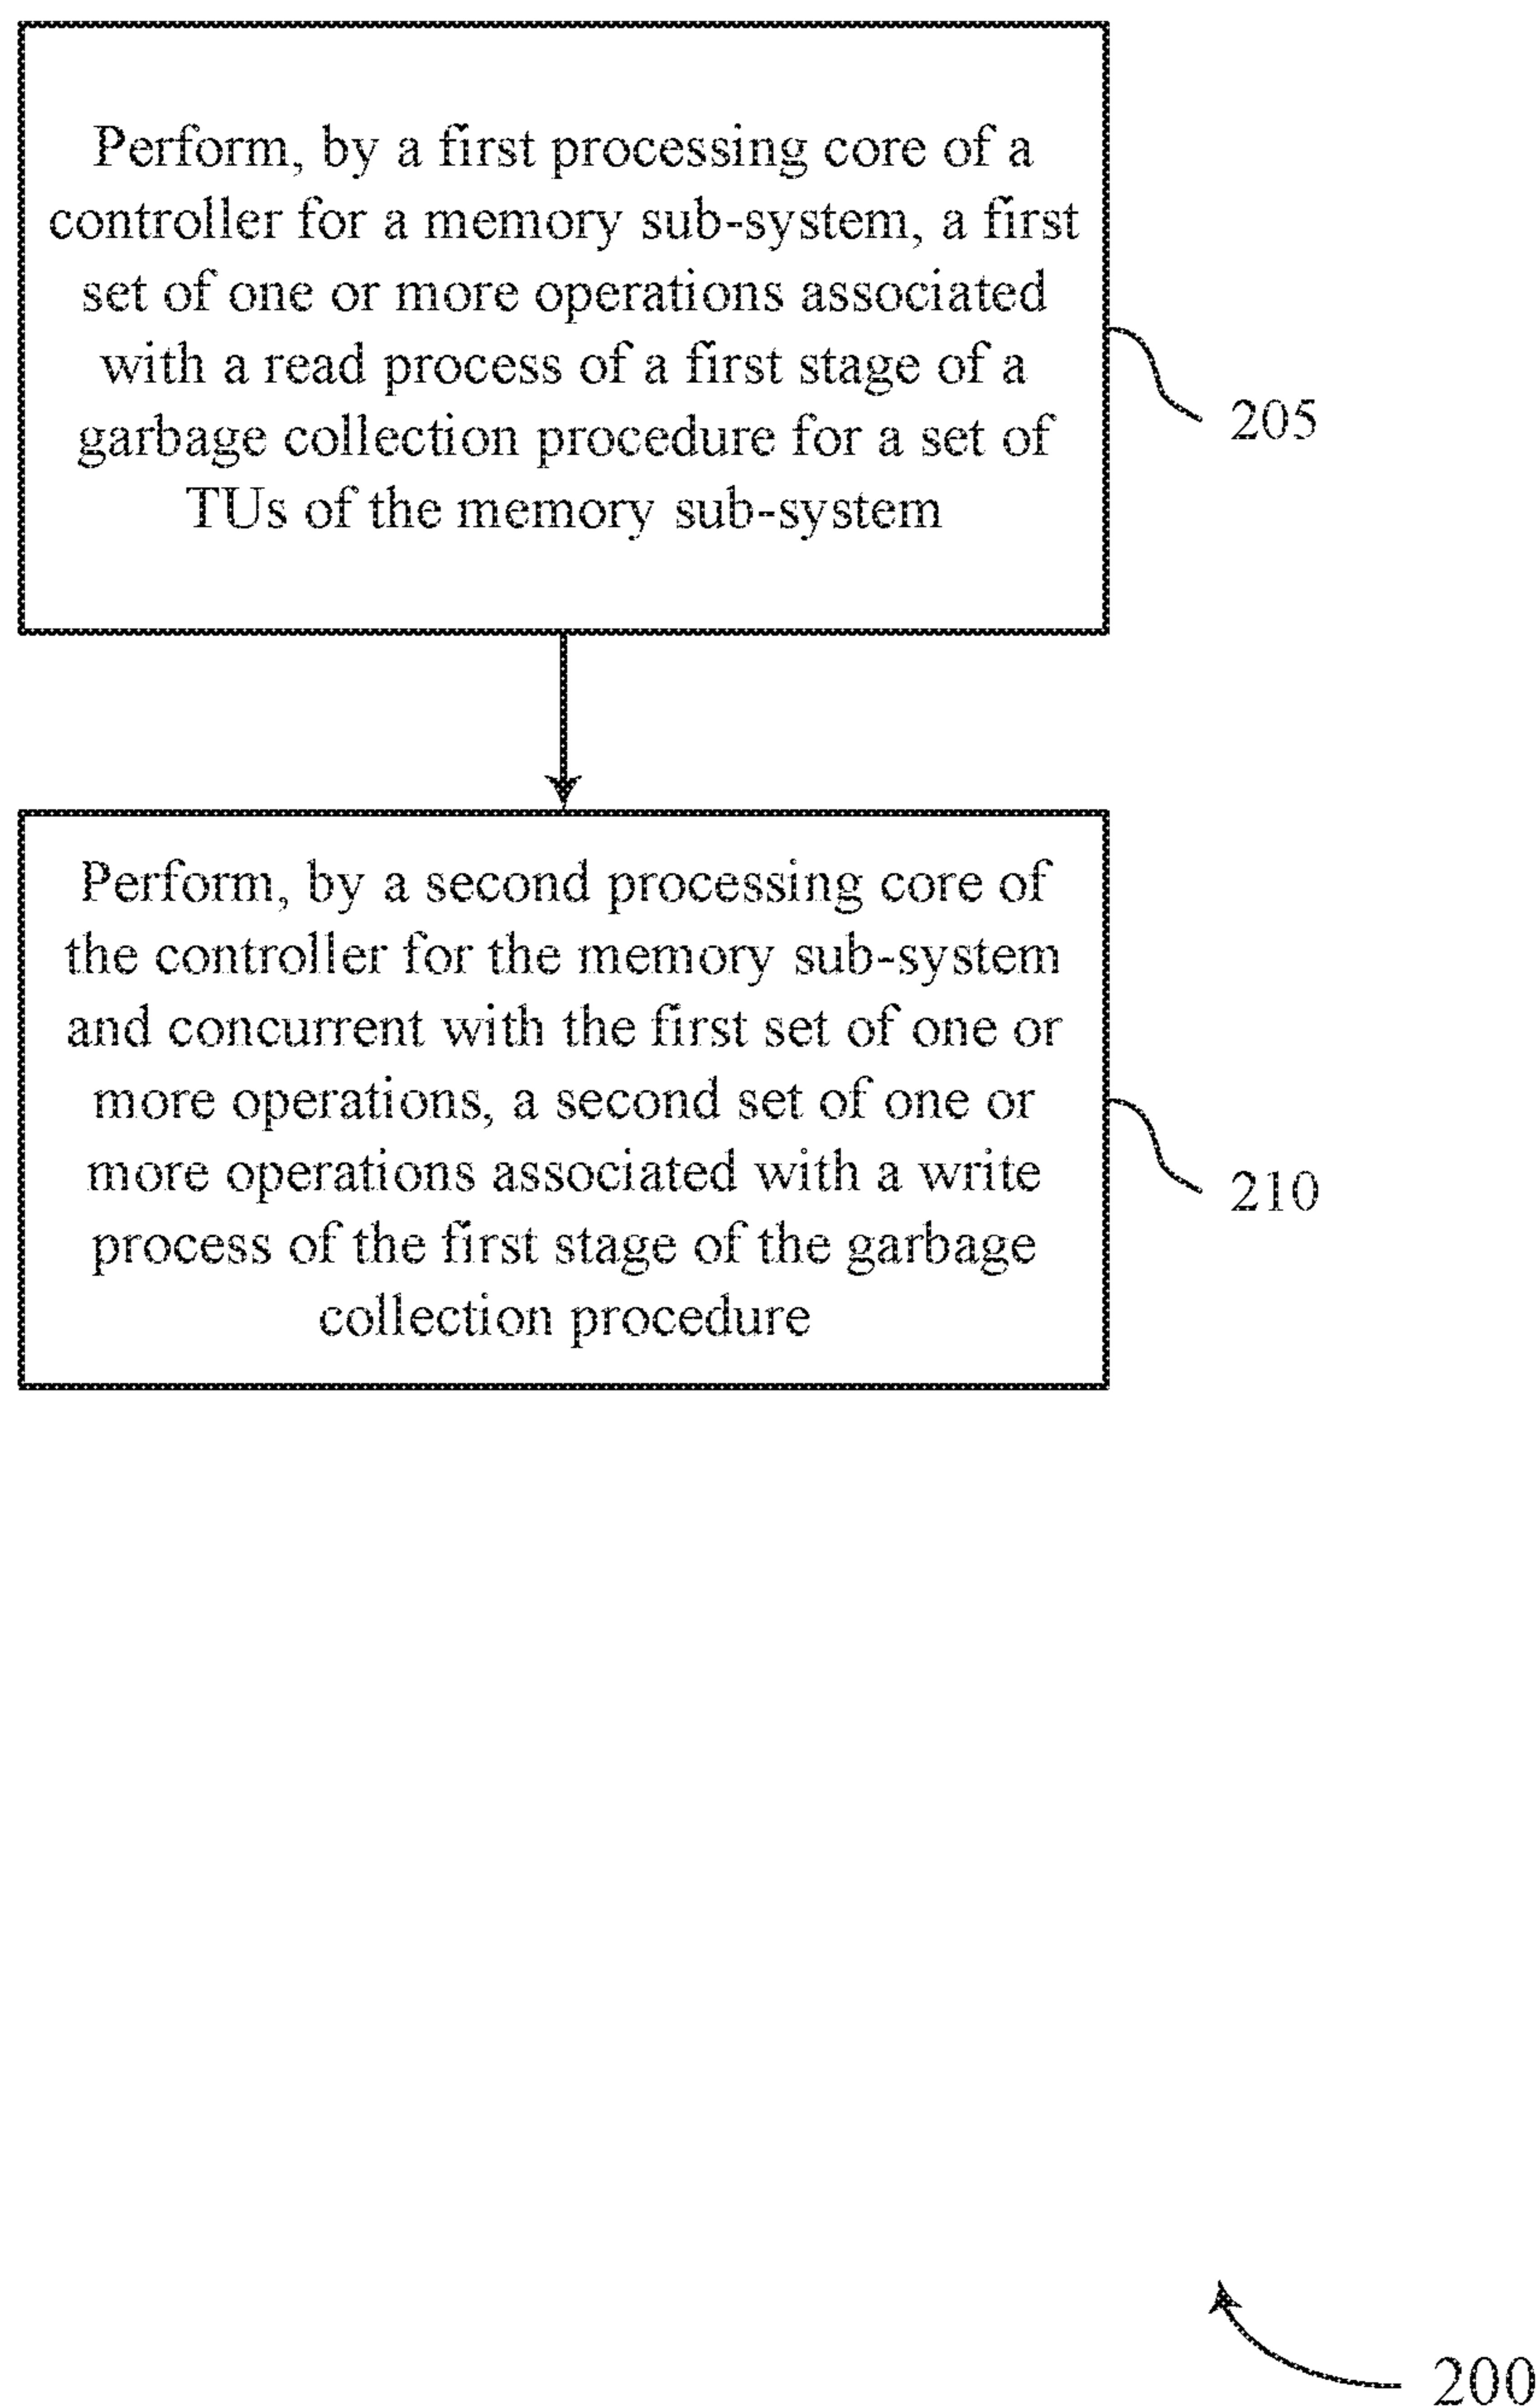 Perform, by a first processing core of a
controller for a memory sub-system, a first
set of one or more operations associated
with a read process of a first stage of a
garbage collection procedure for a set of
TUs of the memory sub-system
205
Perform, by a second processing core of
the controller for the memory sub-system
and concurrent with the first set of one or
more operations, a second set of one or
more operations associated with a write
process of the first stage of the garbage
collection procedure
210
200